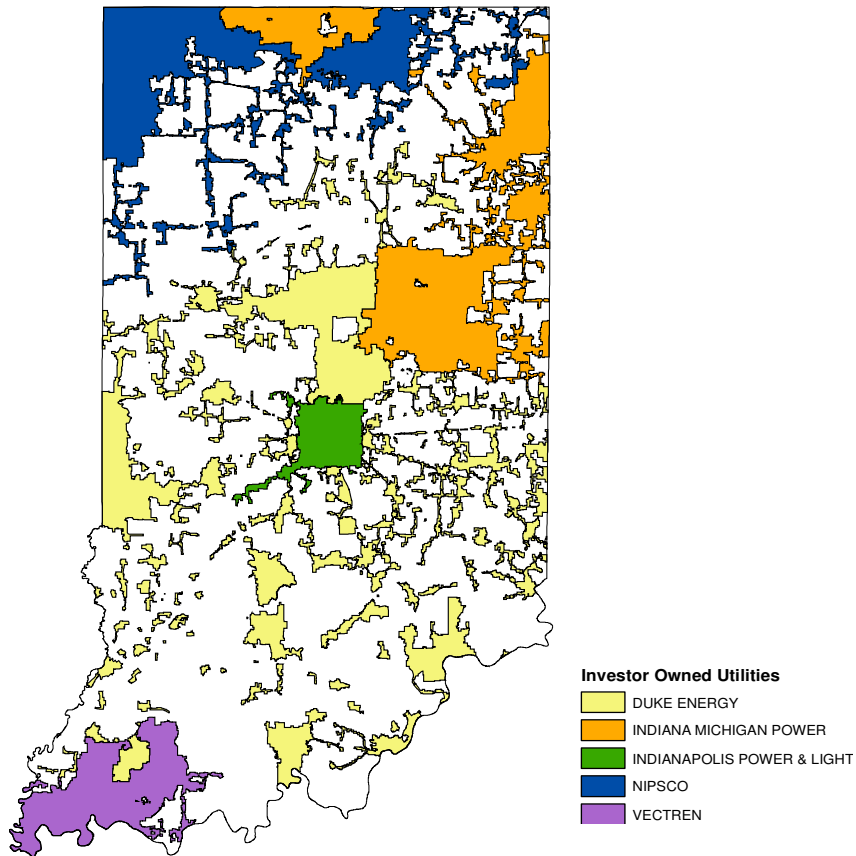 Investor Owned Utilities
DUKE ENERGY
INDIANA MICHIGAN POWER
INDIANAPOLIS POWER & LIGHT
NIPSCO
VECTREN